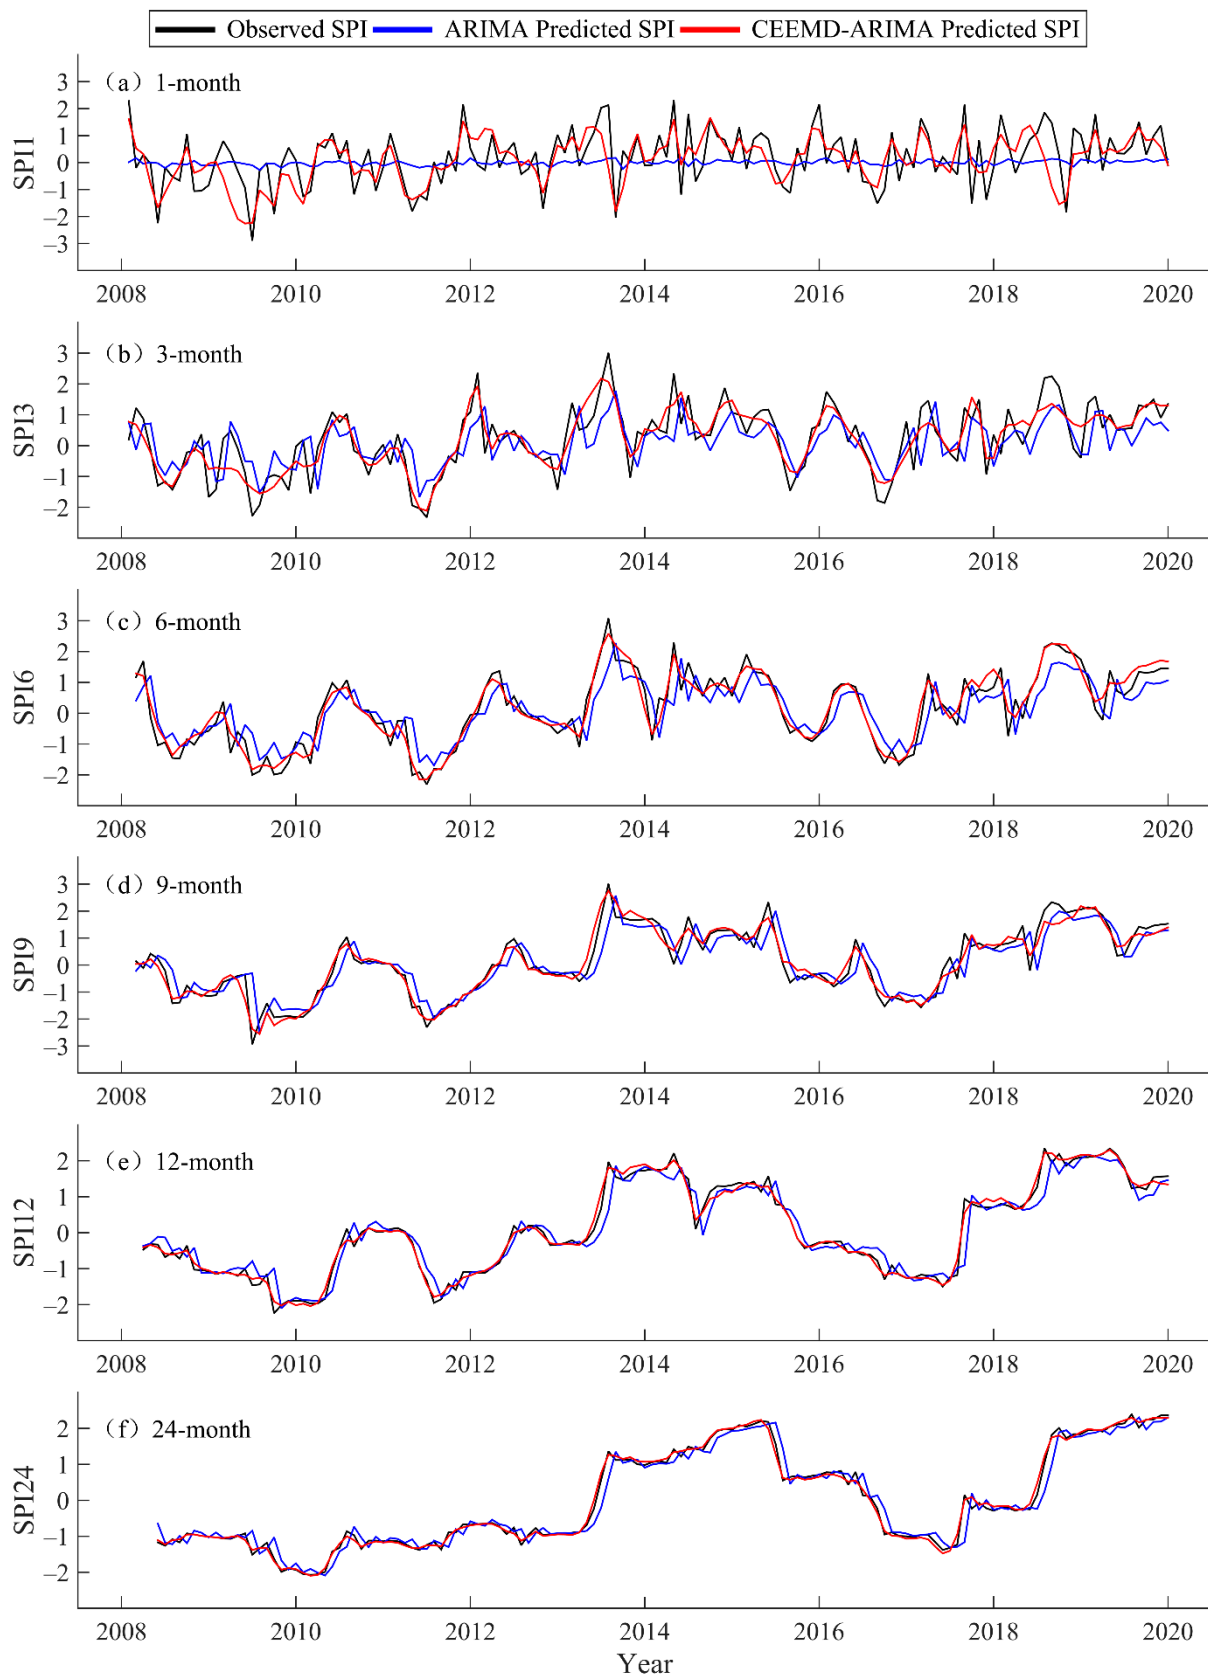 Observed SPI ARIMA Predicted SPI CEEMD-ARIMA Predicted SPI
（a）1-month
SPI1
3
2
1
0
−1
−2
−3
2008 2010 2012 2014 2016 2018 2020
（b）3-month
SPI3
3
2
1
0
−1
−2
2008 2010 2012 2014 2016 2018 2020
（c）6-month
SPI6
3
2
1
0
−1
−2
2008 2010 2012 2014 2016 2018 2020
（d）9-month
SPI9
3
2
1
0
−1
−2
−3
2008 2010 2012 2014 2016 2018 2020
（e）12-month
SPI12
2
1
0
−1
−2
2008 2010 2012 2014 2016 2018 2020
（f）24-month
SPI24
2
1
0
−1
−2
2008 2010 2012 2014 2016 2018 2020
Year